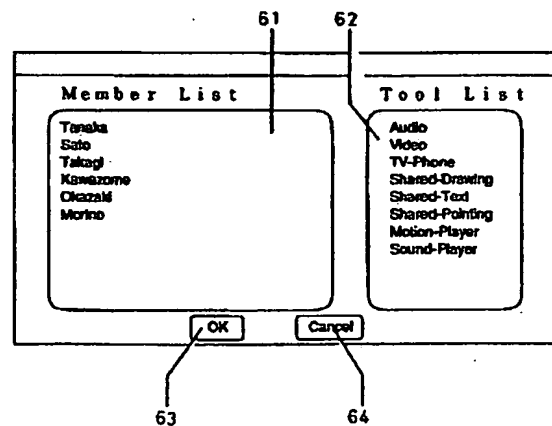 61 62
Member List Tool List
Tanaka
Sato
Takagi
Kawazome
Okazaki
Morino
Audio
Video
TV-Phone
Shared-Drawing
Shared-Text
Shared-Pointing
Motion-Player
Sound-Player
OK Cancel
63 64